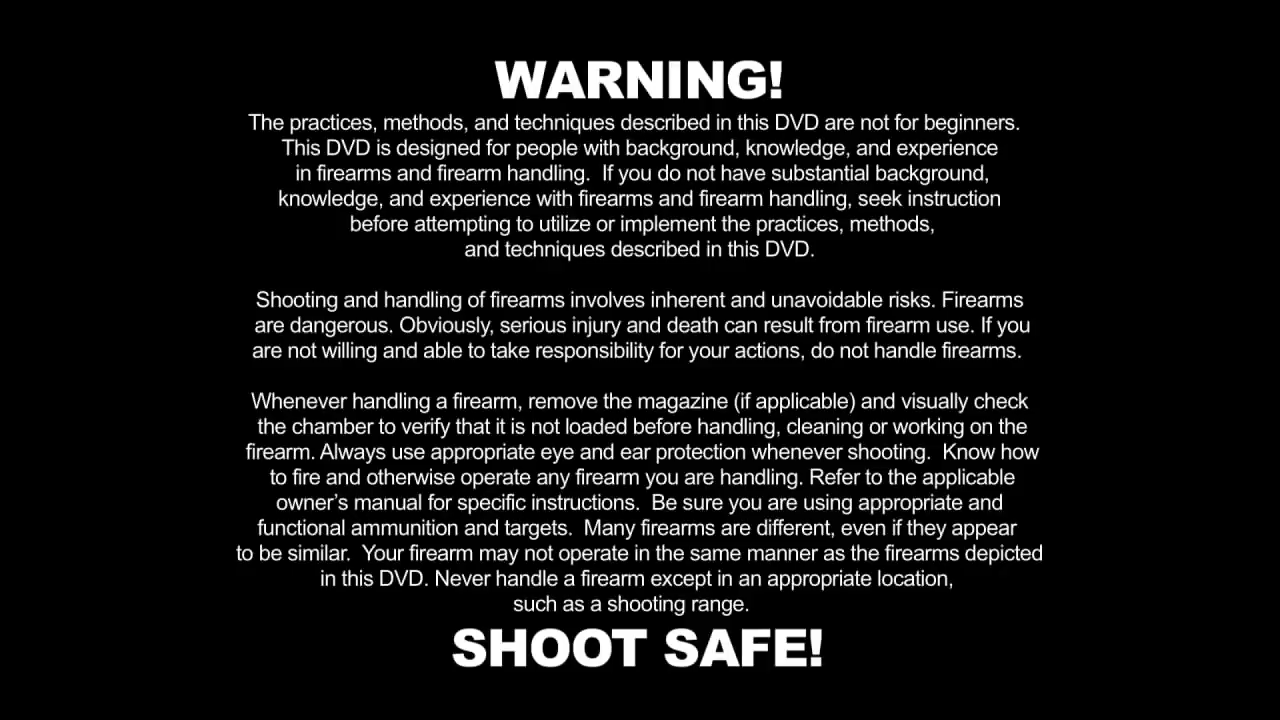 WARNING!
The practices, methods, and techniques described in this DVD are not for beginners.
This DVD is designed for people with background, knowledge, and experience
in firearms and firearm handling.  If you do not have substantial background,
knowledge, and experience with firearms and firearm handling, seek instruction
before attempting to utilize or implement the practices, methods,
and techniques described in this DVD.
Shooting and handling of firearms involves inherent and unavoidable risks. Firearms
are dangerous. Obviously, serious injury and death can result from firearm use. If you
are not willing and able to take responsibility for your actions, do not handle firearms.
Whenever handling a firearm, remove the magazine (if applicable) and visually check
the chamber to verify that it is not loaded before handling, cleaning or working on the
firearm. Always use appropriate eye and ear protection whenever shooting.  Know how
to fire and otherwise operate any firearm you are handling. Refer to the applicable
owner’s manual for specific instructions.  Be sure you are using appropriate and
functional ammunition and targets.  Many firearms are different, even if they appear
to be similar.  Your firearm may not operate in the same manner as the firearms depicted
in this DVD. Never handle a firearm except in an appropriate location,
such as a shooting range.
SHOOT SAFE!